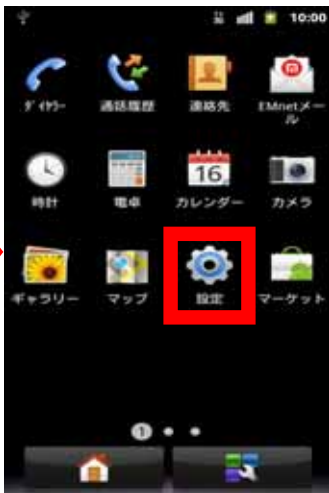 3G 10:00
ダイヤラー 通話履歴 連絡先 EMnetメー
ル
16
時計 電卓 カレンダー カメラ
ギャラリー マップ 設定 マーケット
1